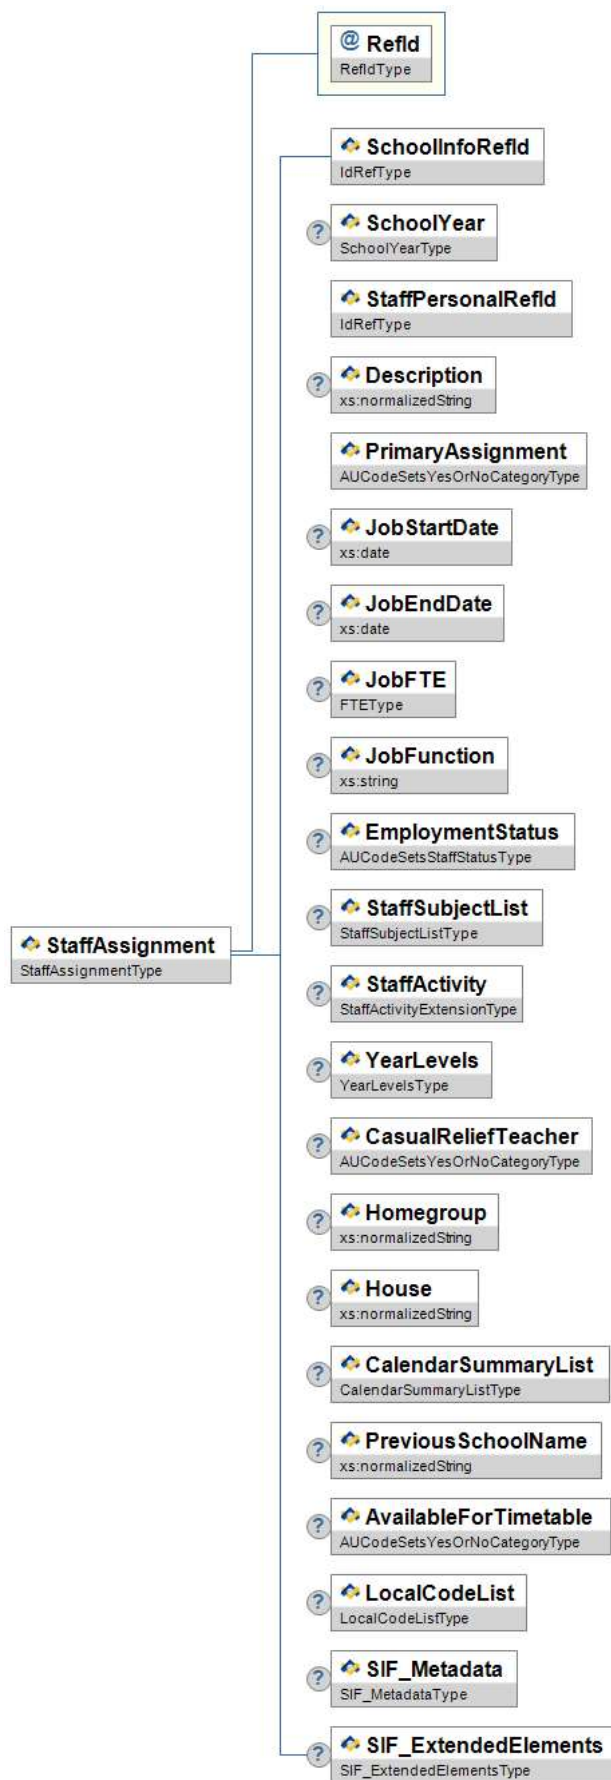 @ RefId
RefIdType
SchoolInfoRefId
IdRefType
? SchoolYear
SchoolYearType
StaffPersonalRefId
IdRefType
? Description
xs:normalizedString
PrimaryAssignment
AUCodeSetsYesOrNoCategoryType
? JobStartDate
xs:date
? JobEndDate
xs:date
? JobFTE
FTEType
? JobFunction
xs:string
? EmploymentStatus
AUCodeSetsStaffStatusType
? StaffSubjectList
StaffSubjectListType
StaffAssignment
StaffAssignmentType
? StaffActivity
StaffActivityExtensionType
? YearLevels
YearLevelsType
? CasualReliefTeacher
AUCodeSetsYesOrNoCategoryType
? Homegroup
xs:normalizedString
? House
xs:normalizedString
? CalendarSummaryList
CalendarSummaryListType
? PreviousSchoolName
xs:normalizedString
? AvailableForTimetable
AUCodeSetsYesOrNoCategoryType
? LocalCodeList
LocalCodeListType
? SIF_Metadata
SIF_MetadataType
? SIF_ExtendedElements
SIF_ExtendedElementsType